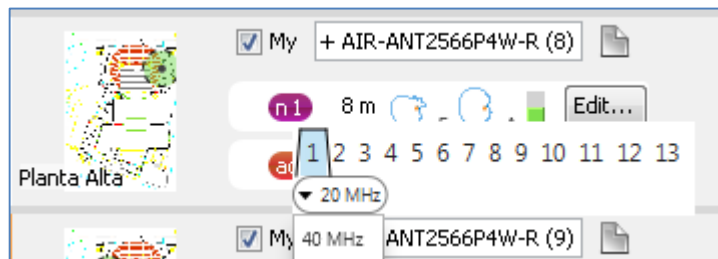 My + AIR-ANT2566P4W-R (8)
n1 8 m Edit...
ac
1 2 3 4 5 6 7 8 9 10 11 12 13
Planta Alta
20 MHz
40 MHz
My ANT2566P4W-R (9)